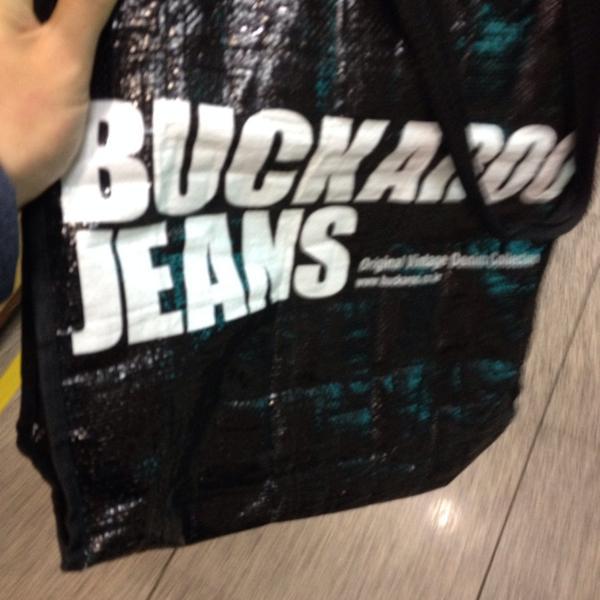 BUCKAROO
JEANS
Original Vintage Denim Collection